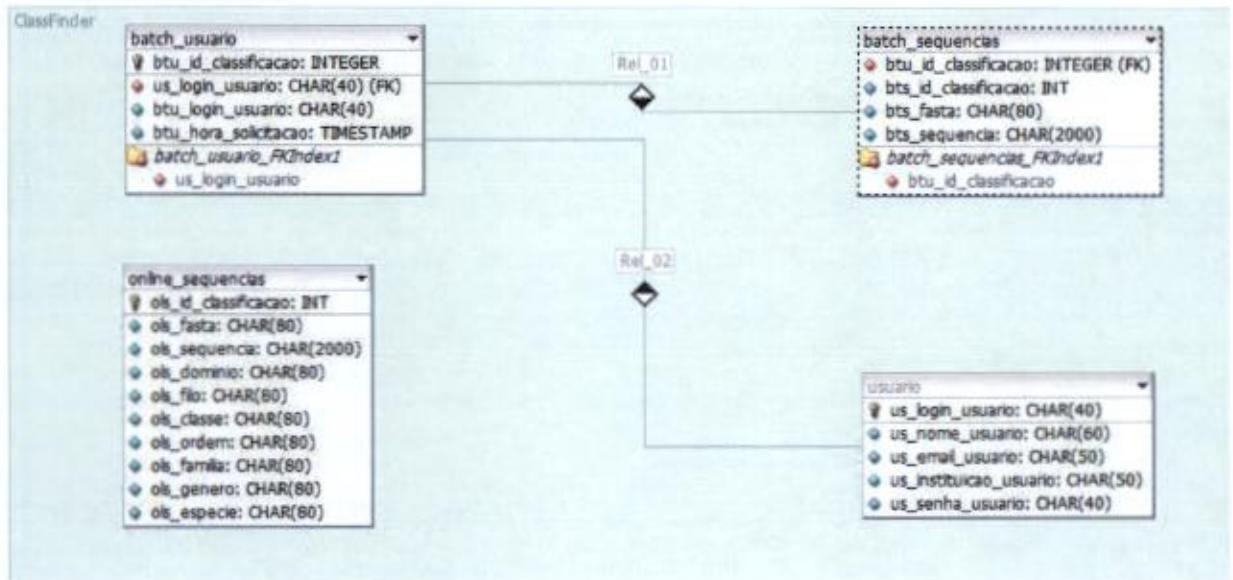 ClassFinder
batch_usuario
btu_id_classificacao: INTEGER
us_login_usuario: CHAR(40) (FK)
btu_login_usuario: CHAR(40)
btu_hora_solicitacao: TIMESTAMP
batch_usuario_FKIndex1
us_login_usuario
Rel_01
batch_sequencias
btu_id_classificacao: INTEGER (FK)
bts_id_classificacao: INT
bts_fasta: CHAR(80)
bts_sequencia: CHAR(2000)
batch_sequencias_FKIndex1
btu_id_classificacao
Rel_02
online_sequencias
ols_id_classificacao: INT
ols_fasta: CHAR(80)
ols_sequencia: CHAR(2000)
ols_dominio: CHAR(80)
ols_filo: CHAR(80)
ols_classe: CHAR(80)
ols_ordem: CHAR(80)
ols_familia: CHAR(80)
ols_genero: CHAR(80)
ols_especie: CHAR(80)
usuario
us_login_usuario: CHAR(40)
us_nome_usuario: CHAR(60)
us_email_usuario: CHAR(50)
us_instituicao_usuario: CHAR(50)
us_senha_usuario: CHAR(40)